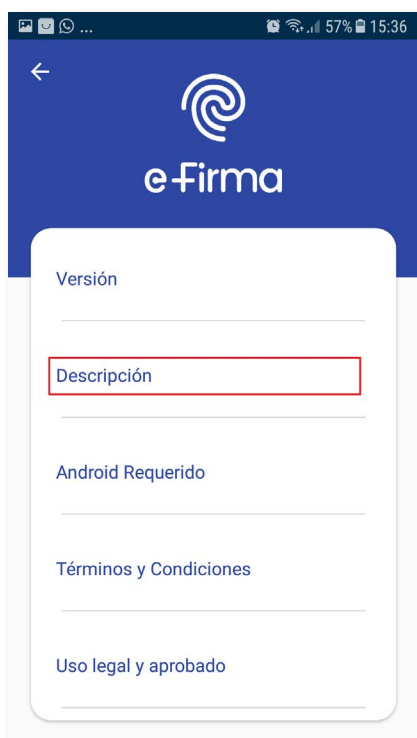 ... 57% 15:36
e-Firma
Versión
Descripción
Android Requerido
Términos y Condiciones
Uso legal y aprobado